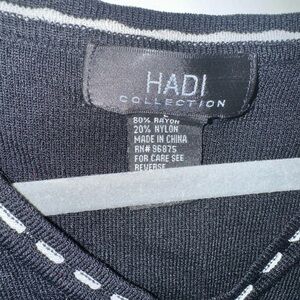 HADI
COLLECTION
80% RAYON
20% NYLON
MADE IN CHINA
RN# 96875
FOR CARE SEE
REVERSE